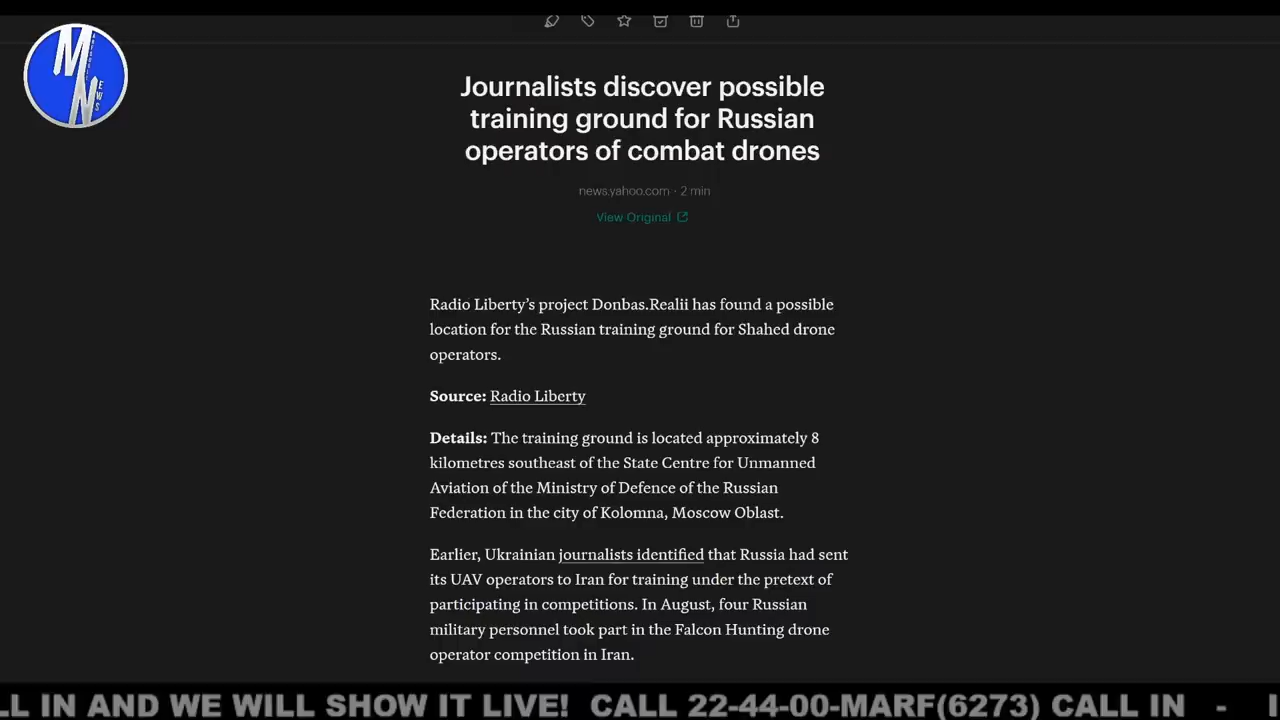 MN
EWS
Journalists discover possible
training ground for Russian
operators of combat drones
news.yahoo.com · 2 min
View Original
Radio Liberty’s project Donbas.Realii has found a possible
location for the Russian training ground for Shahed drone
operators.
Source: Radio Liberty
Details: The training ground is located approximately 8
kilometres southeast of the State Centre for Unmanned
Aviation of the Ministry of Defence of the Russian
Federation in the city of Kolomna, Moscow Oblast.
Earlier, Ukrainian journalists identified that Russia had sent
its UAV operators to Iran for training under the pretext of
participating in competitions. In August, four Russian
military personnel took part in the Falcon Hunting drone
operator competition in Iran.
LL IN AND WE WILL SHOW IT LIVE! CALL 22-44-00-MARF(6273) CALL IN -